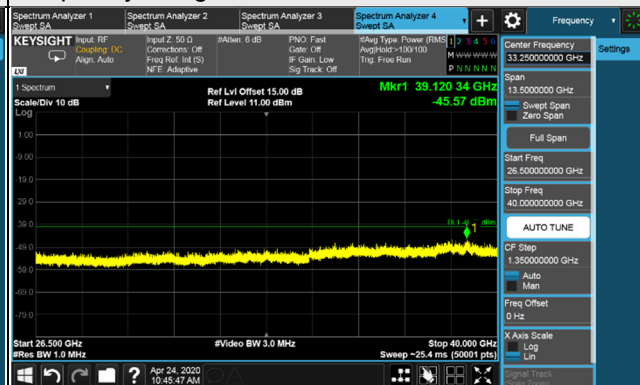 Spectrum Analyzer 1
Swept SA
Spectrum Analyzer 2
Swept SA
Spectrum Analyzer 3
Swept SA
Spectrum Analyzer 4
Swept SA
+
Frequency
KEYSIGHT
Input: RF
Coupling: DC
Align: Auto
Input Z: 50 Ω
Corrections: Off
Freq Ref: Int (S)
NFE: Adaptive
#Atten: 6 dB
PNO: Fast
Gate: Off
IF Gain: Low
Sig Track: Off
#Avg Type: Power (RMS
Avg|Hold:>100/100
Trig: Free Run
1 2 3 4 5 6
M W W W W W
P N N N N N
LXI
1 Spectrum
Scale/Div 10 dB
Log
Ref Lvl Offset 15.00 dB
Ref Level 11.00 dBm
Mkr1 39.120 34 GHz
-45.57 dBm
1.00
-9.00
-19.0
-29.0
-39.0
-49.0
-59.0
-69.0
-79.0
1
Start 26.500 GHz
#Res BW 1.0 MHz
#Video BW 3.0 MHz
Stop 40.000 GHz
Sweep ~25.4 ms (50001 pts)
?
Apr 24, 2020
10:45:47 AM
Center Frequency
33.250000000 GHz
Settings
Span
13.5000000 GHz
Swept Span
Zero Span
Full Span
Start Freq
26.500000000 GHz
Stop Freq
40.000000000 GHz
AUTO TUNE
CF Step
1.350000000 GHz
Auto
Man
Freq Offset
0 Hz
X Axis Scale
Log
Lin
Signal Track